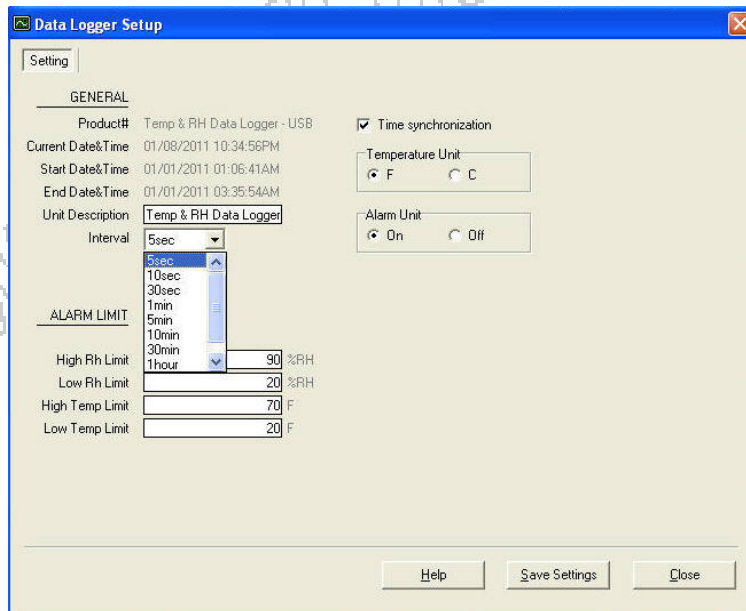 Data Logger Setup
Setting
GENERAL
Product# Temp & RH Data Logger - USB
Current Date&Time 01/08/2011 10:34:56PM
Start Date&Time 01/01/2011 01:06:41AM
End Date&Time 01/01/2011 03:35:54AM
Unit Description Temp & RH Data Logger
Interval 5sec
5sec
10sec
30sec
1min
5min
10min
30min
1hour
Time synchronization
Temperature Unit
F C
Alarm Unit
On Off
ALARM LIMIT
High Rh Limit 90 %RH
Low Rh Limit 20 %RH
High Temp Limit 70 F
Low Temp Limit 20 F
Help Save Settings Close